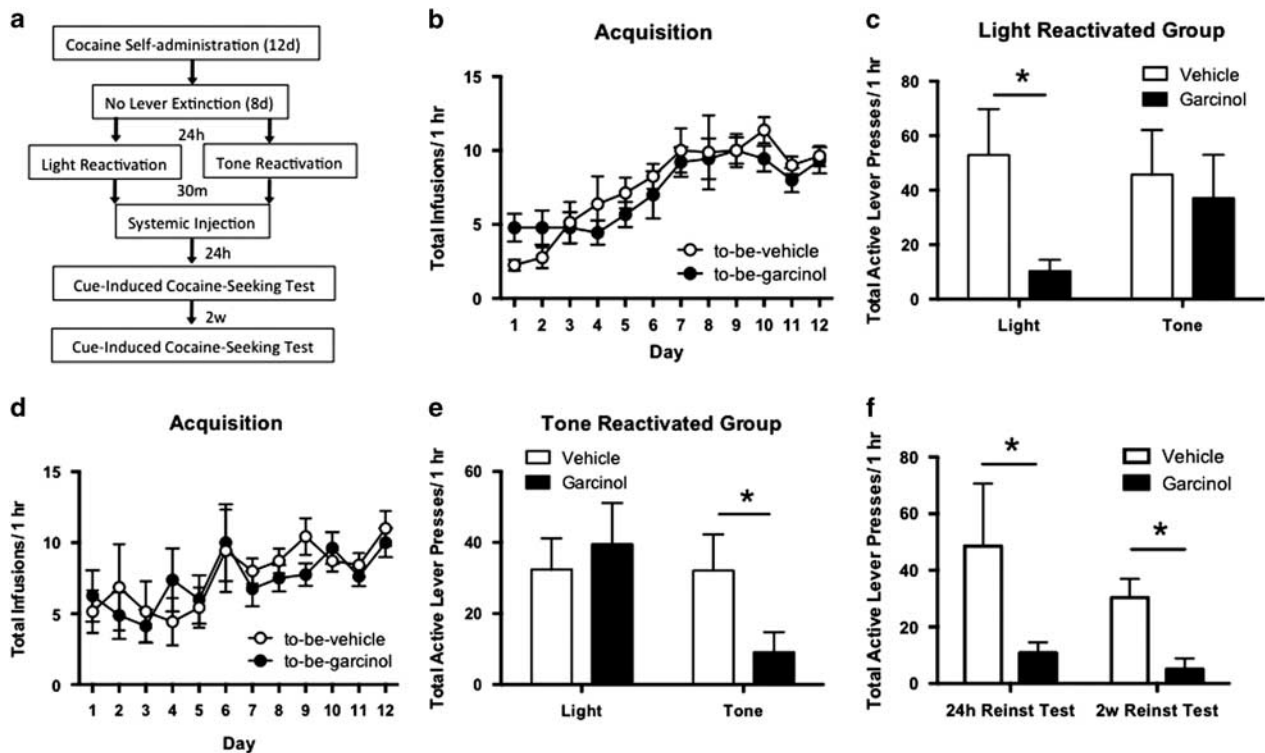 a
Cocaine Self-administration (12d)
No Lever Extinction (8d)
24h
Light Reactivation
Tone Reactivation
30m
Systemic Injection
24h
Cue-Induced Cocaine-Seeking Test
2w
Cue-Induced Cocaine-Seeking Test
b
Acquisition
Total Infusions/ 1 hr
15
10
5
0
to-be-vehicle
to-be-garcinol
1 2 3 4 5 6 7 8 9 10 11 12
Day
c
Light Reactivated Group
Total Active Lever Presses/ 1 hr
80
60
40
20
0
Vehicle
Garcinol
*
Light
Tone
d
Acquisition
Total Infusions/ 1 hr
15
10
5
0
to-be-vehicle
to-be-garcinol
1 2 3 4 5 6 7 8 9 10 11 12
Day
e
Tone Reactivated Group
Total Active Lever Presses/ 1 hr
60
40
20
0
Vehicle
Garcinol
*
Light
Tone
f
Total Active Lever Presses/ 1 hr
80
60
40
20
0
Vehicle
Garcinol
*
*
24h Reinst Test
2w Reinst Test